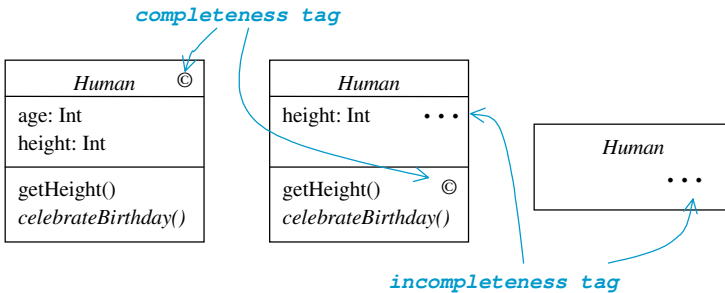 completeness tag
Human ©
age: Int
height: Int
getHeight()
celebrateBirthday()
Human
height: Int ...
getHeight() ©
celebrateBirthday()
Human
...
incompleteness tag